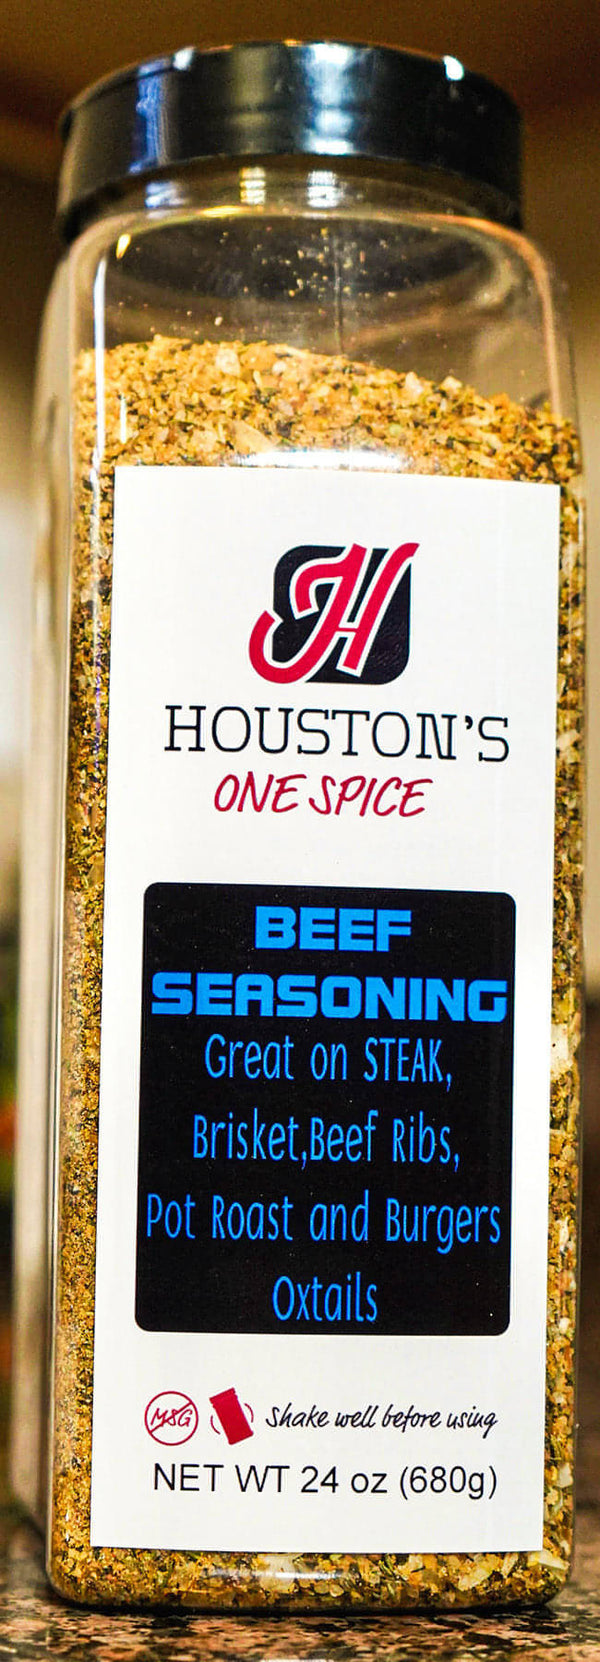 H
HOUSTON'S
ONE SPICE
BEEF
SEASONING
Great on STEAK,
Brisket,Beef Ribs,
Pot Roast and Burgers
Oxtails
MSG
Shake well before using
NET WT 24 oz (680g)